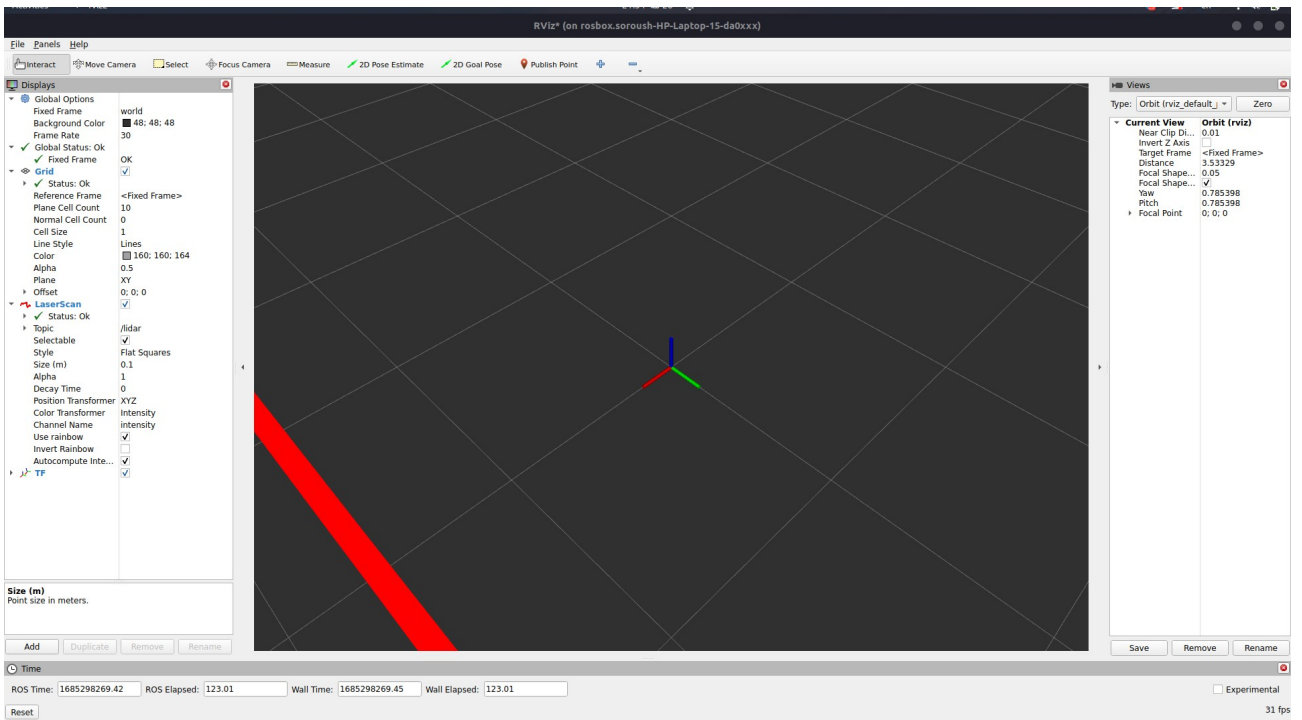 RViz* (on rosbox.soroush-HP-Laptop-15-da0xxx)
File Panels Help
Interact Move Camera Select Focus Camera Measure 2D Pose Estimate 2D Goal Pose Publish Point
Displays
Global Options
Fixed Frame world
Background Color 48; 48; 48
Frame Rate 30
Global Status: Ok
Fixed Frame OK
Grid
Status: Ok
Reference Frame <Fixed Frame>
Plane Cell Count 10
Normal Cell Count 0
Cell Size 1
Line Style Lines
Color 160; 160; 164
Alpha 0.5
Plane XY
Offset 0; 0; 0
LaserScan
Status: Ok
Topic /lidar
Selectable
Style Flat Squares
Size (m) 0.1
Alpha 1
Decay Time 0
Position Transformer XYZ
Color Transformer Intensity
Channel Name intensity
Use rainbow
Invert Rainbow
Autocompute Inte...
TF
Size (m)
Point size in meters.
Add Duplicate Remove Rename
Views
Type: Orbit (rviz_default_ Zero
Current View Orbit (rviz)
Near Clip Di... 0.01
Invert Z Axis
Target Frame <Fixed Frame>
Distance 3.53329
Focal Shape... 0.05
Focal Shape...
Yaw 0.785398
Pitch 0.785398
Focal Point 0; 0; 0
Save Remove Rename
Time
ROS Time: 1685298269.42 ROS Elapsed: 123.01 Wall Time: 1685298269.45 Wall Elapsed: 123.01 Experimental
Reset 31 fps